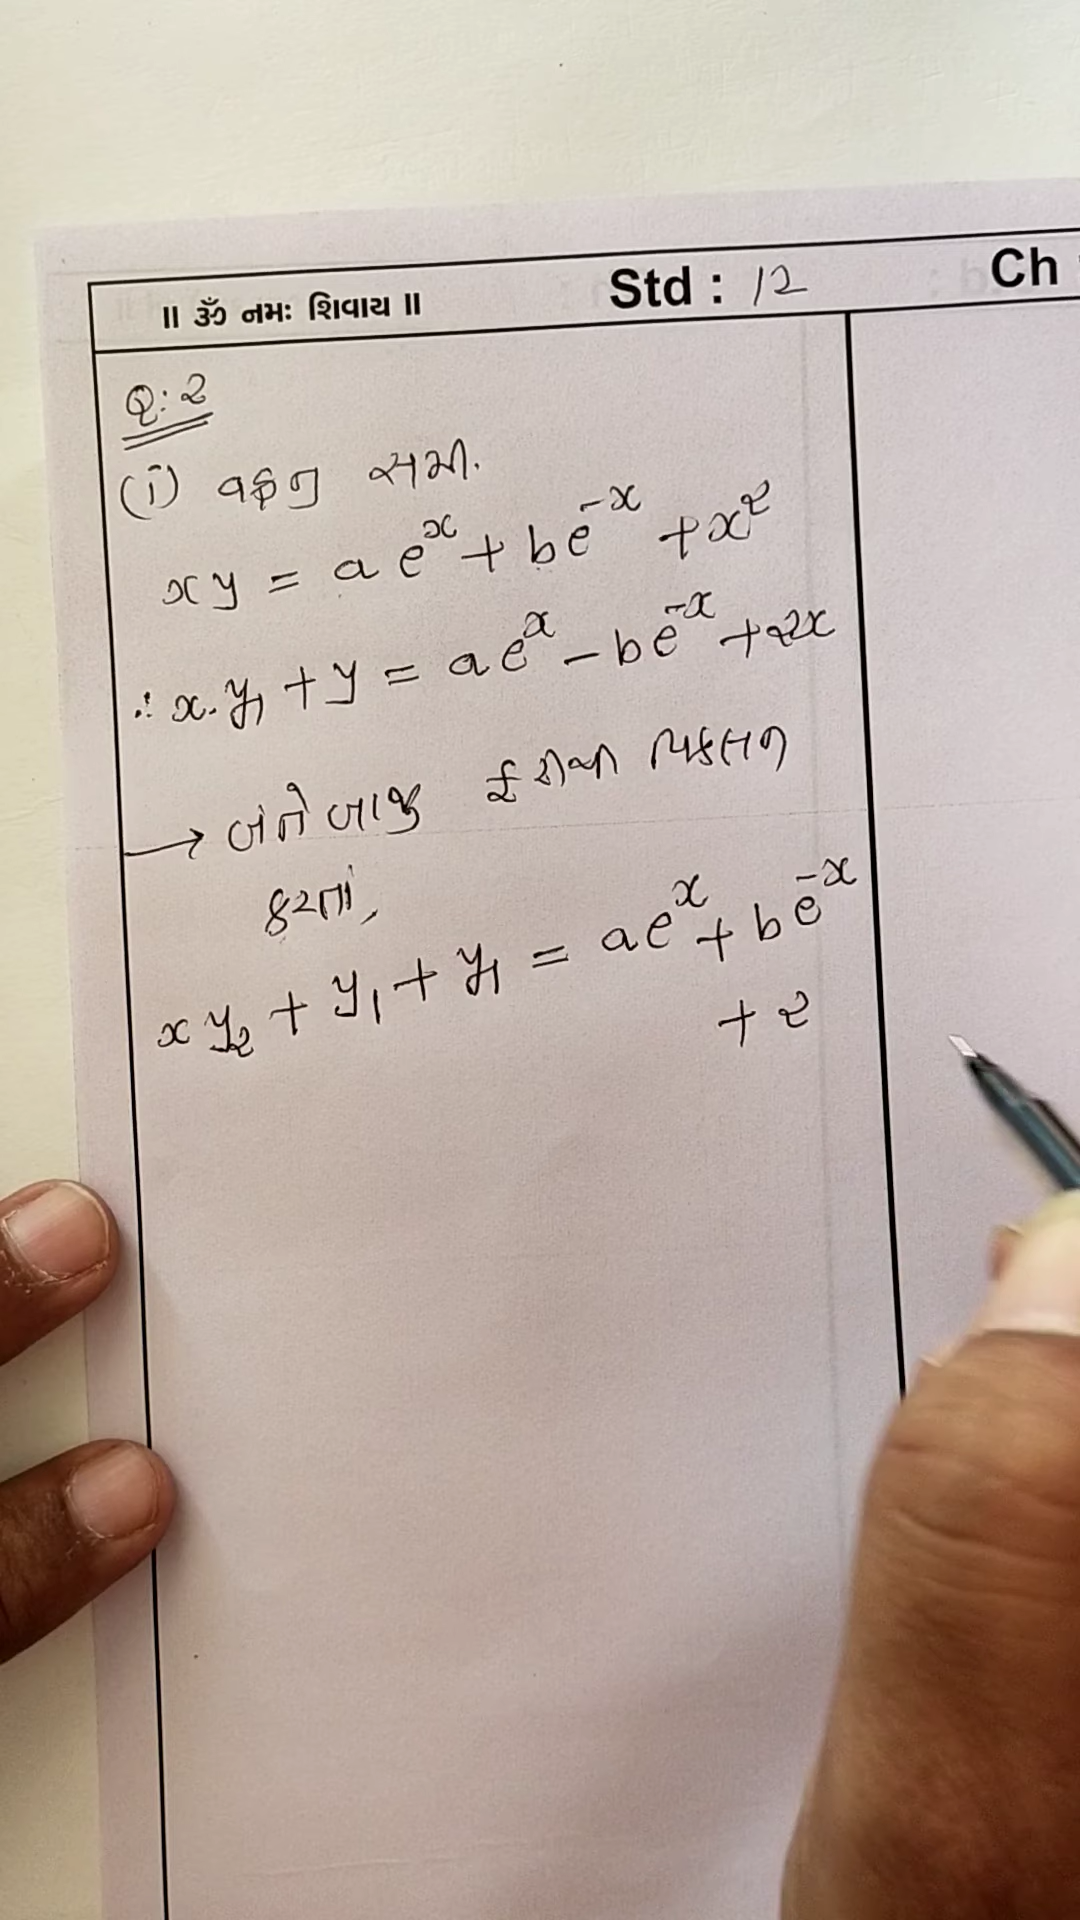 ॥ ૐ નમઃ શિવાય ॥ Std : 12 Ch
Q: 2
(i) વક્રનું સમી.
xy = ae^x + be^-x + x^2
∴ x.y₁ + y = ae^x - be^-x + 2x
→ બંને બાજુ ફરીથી વિકલન
કરતાં,
xy₂ + y₁ + y₁ = ae^x + be^-x
+ 2